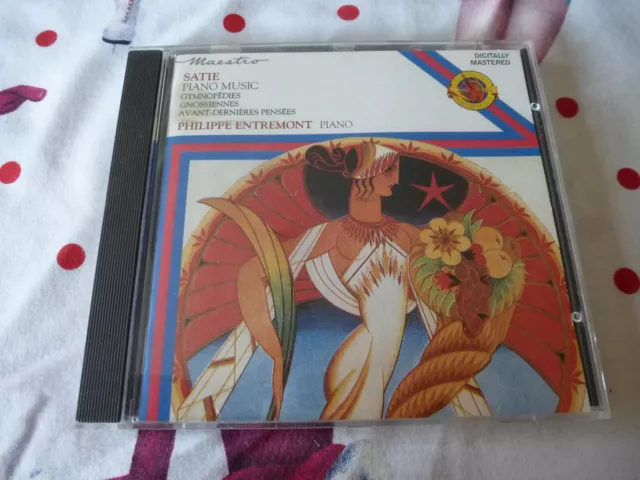 Maestro
DIGITALLY
MASTERED
SATIE
PIANO MUSIC
GYMNOPÉDIES
GNOSSIENNES
AVANT-DERNIÈRES PENSÉES
PHILIPPE ENTREMONT PIANO